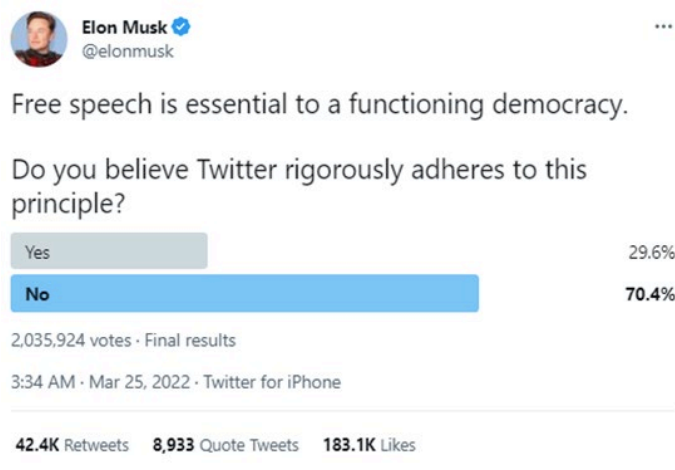 Elon Musk
@elonmusk
Free speech is essential to a functioning democracy.
Do you believe Twitter rigorously adheres to this
principle?
Yes 29.6%
No 70.4%
2,035,924 votes · Final results
3:34 AM · Mar 25, 2022 · Twitter for iPhone
42.4K Retweets 8,933 Quote Tweets 183.1K Likes